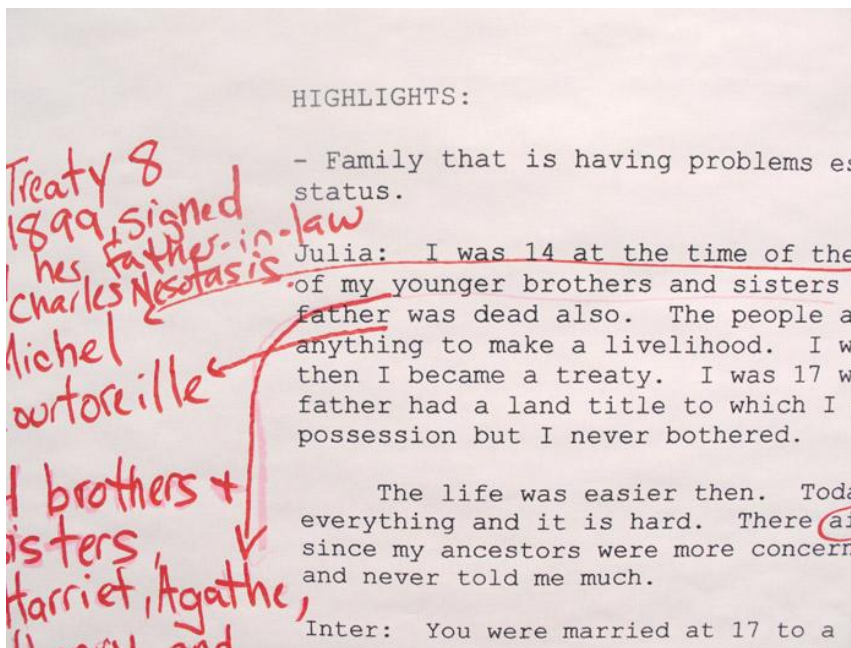 HIGHLIGHTS:
- Family that is having problems es
status.
Julia: I was 14 at the time of the
of my younger brothers and sisters
father was dead also. The people a
anything to make a livelihood. I w
then I became a treaty. I was 17 w
father had a land title to which I
possession but I never bothered.
The life was easier then. Toda
everything and it is hard. There ai
since my ancestors were more concern
and never told me much.
Inter: You were married at 17 to a
Treaty 8
1899, signed
hes father-in-law
Charles Nesotasis.
Michel
Courtoreille
brothers +
sisters,
Harriet, Agathe,
and